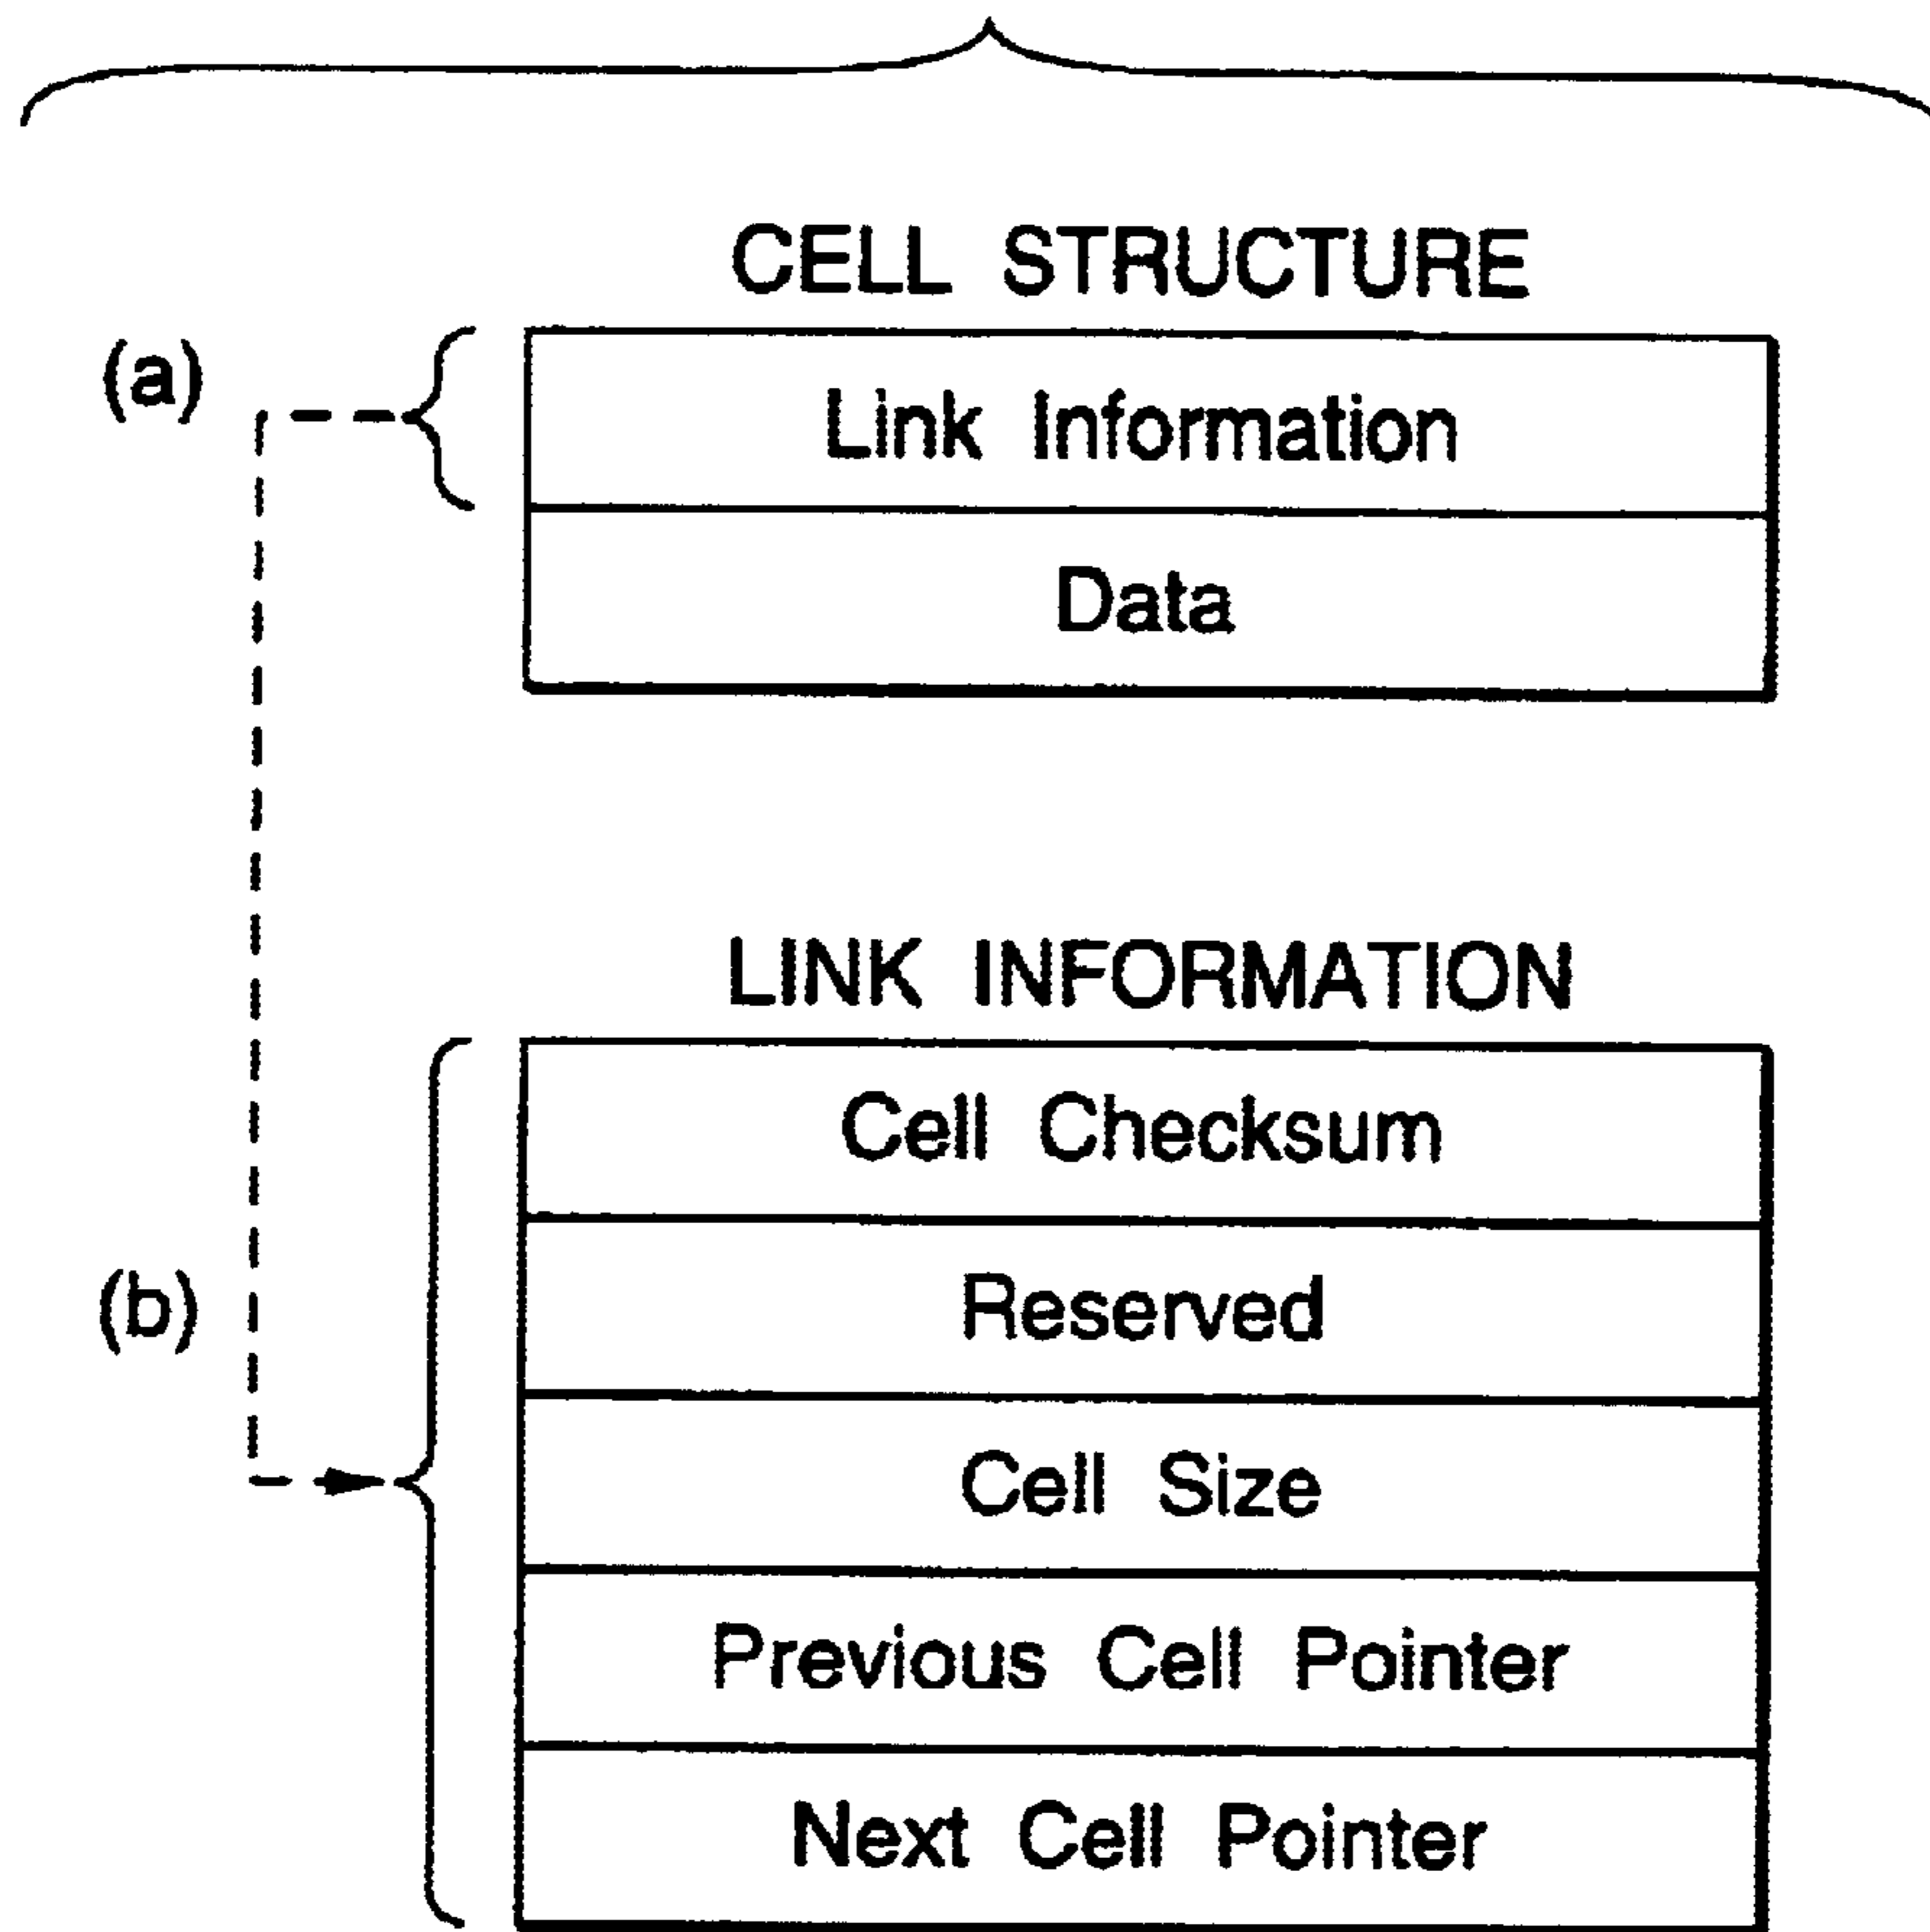 CELL STRUCTURE
(a)
Link Information
Data
LINK INFORMATION
Cell Checksum
(b)
Reserved
Cell Size
Previous Cell Pointer
Next Cell Pointer